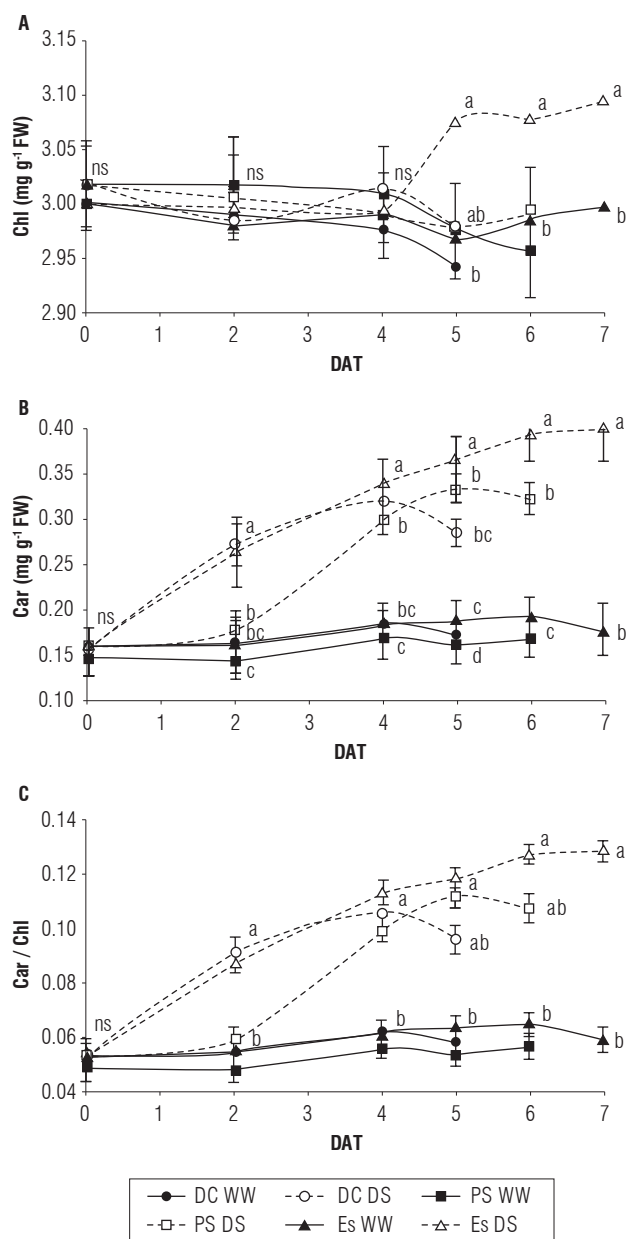 A
3.15
3.10
3.05
3.00
2.95
2.90
Chl (mg g⁻¹ FW)
ns
ns
ns
a
a
a
ab
b
b
b
0 1 2 3 4 5 6 7
DAT
B
0.40
0.35
0.30
0.25
0.20
0.15
0.10
Car (mg g⁻¹ FW)
ns
a
b
bc
c
a
b
bc
c
a
b
bc
c
d
a
b
c
a
b
0 1 2 3 4 5 6 7
DAT
C
0.14
0.12
0.10
0.08
0.06
0.04
Car / Chl
ns
a
b
b
a
ab
b
a
ab
b
a
b
0 1 2 3 4 5 6 7
DAT
DC WW DC DS PS WW
PS DS Es WW Es DS